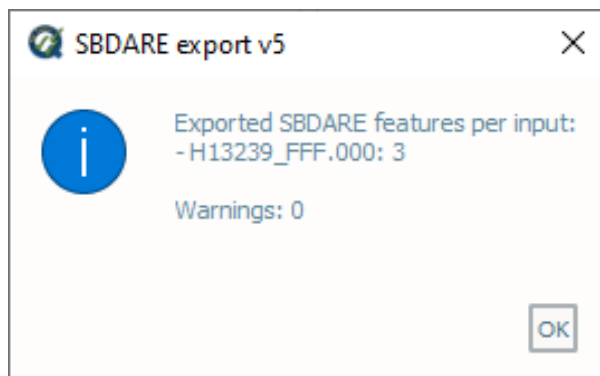 SBDARE export v5
Exported SBDARE features per input:
- H13239_FFF.000: 3
Warnings: 0
OK